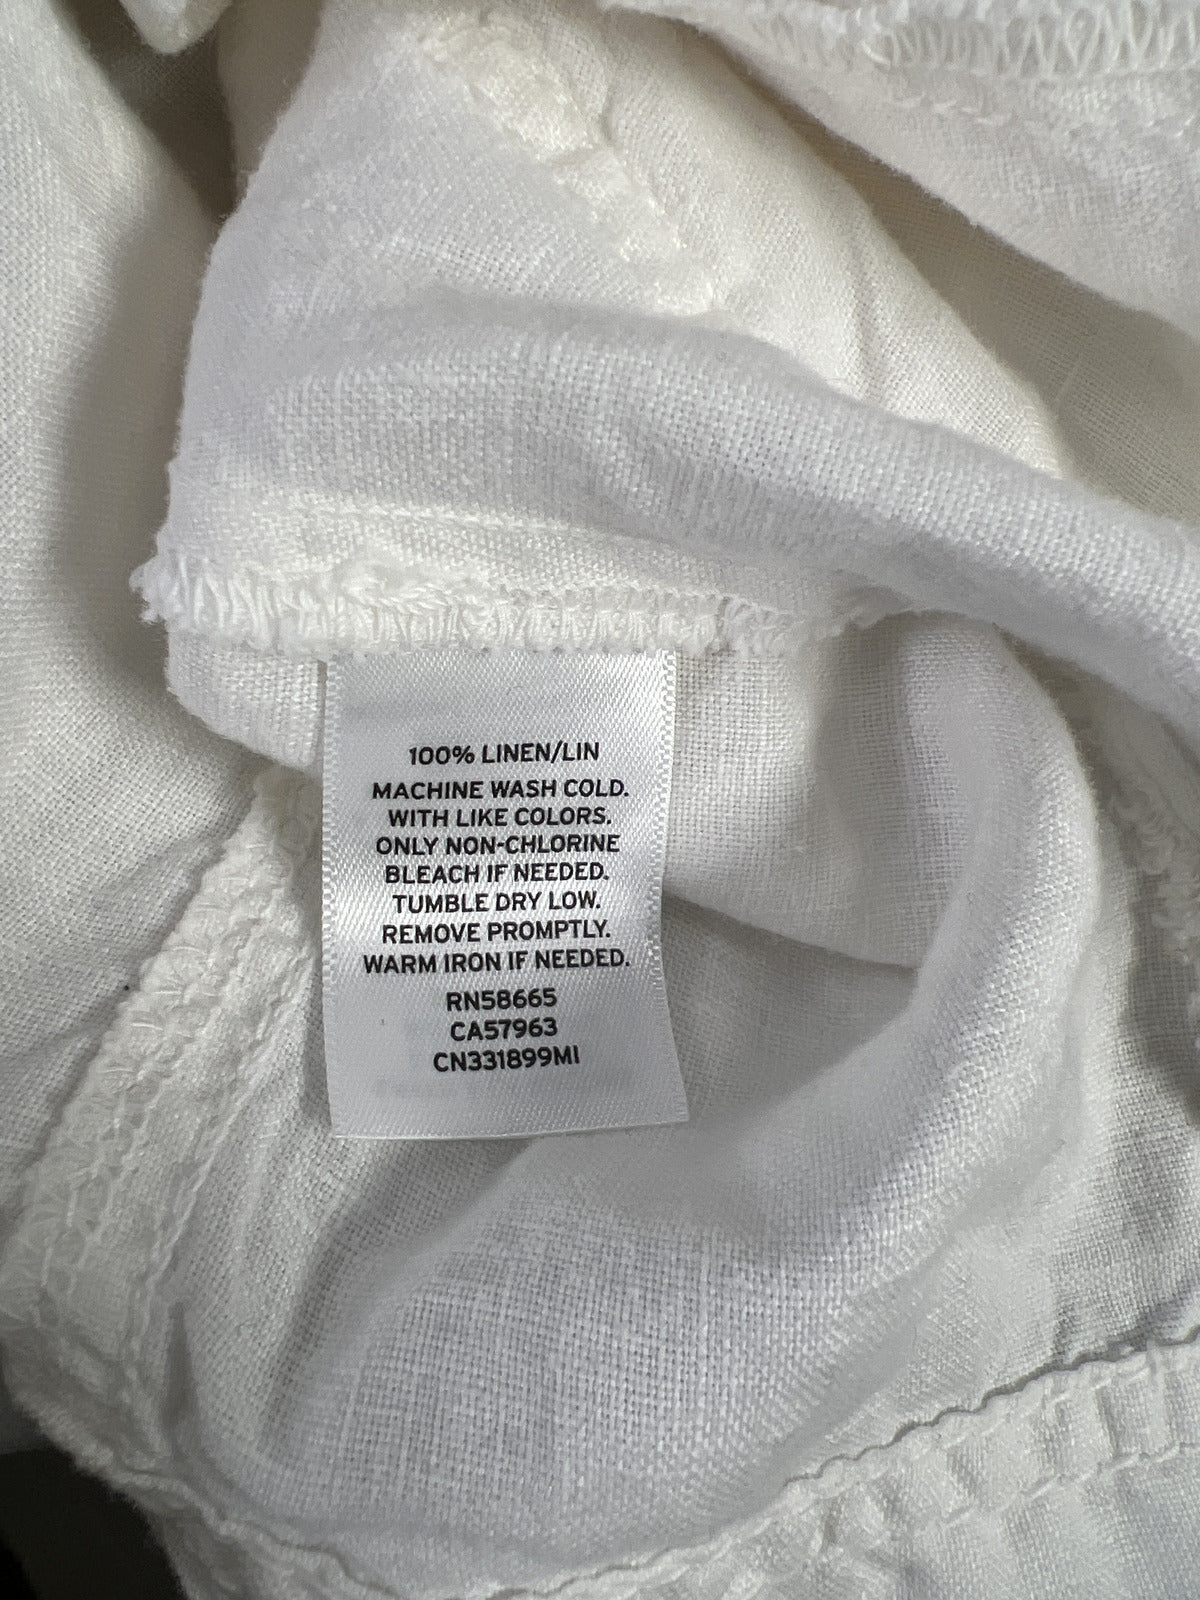 100% LINEN/LIN
MACHINE WASH COLD.
WITH LIKE COLORS.
ONLY NON-CHLORINE
BLEACH IF NEEDED.
TUMBLE DRY LOW.
REMOVE PROMPTLY.
WARM IRON IF NEEDED.
RN58665
CA57963
CN331899MI